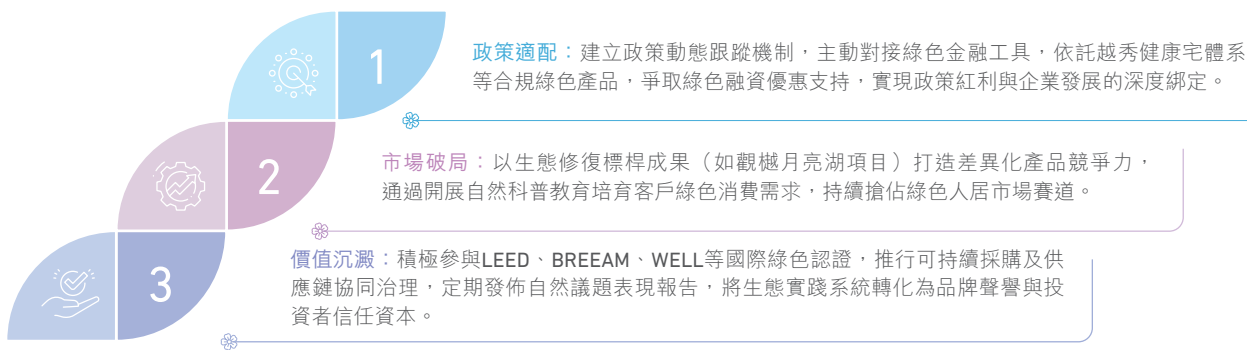 1
政策適配：建立政策動態跟蹤機制，主動對接綠色金融工具，依託越秀健康宅體系
等合規綠色產品，爭取綠色融資優惠支持，實現政策紅利與企業發展的深度綁定。
2
市場破局：以生態修復標桿成果（如觀樾月亮湖項目）打造差異化產品競爭力，
通過開展自然科普教育培育客戶綠色消費需求，持續搶佔綠色人居市場賽道。
3
價值沉澱：積極參與LEED、BREEAM、WELL等國際綠色認證，推行可持續採購及供
應鏈協同治理，定期發佈自然議題表現報告，將生態實踐系統轉化為品牌聲譽與投
資者信任資本。